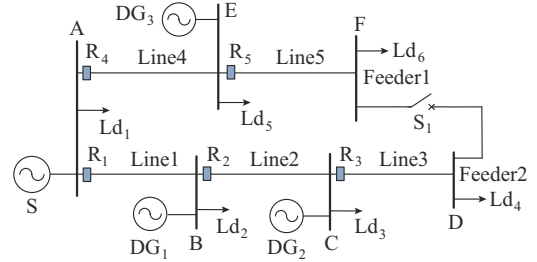 DG₃ E
A F
R₄ Line4 R₅ Line5 Ld₆
Feeder1
Ld₁ Ld₅ S₁
R₁ Line1 R₂ Line2 R₃ Line3 Feeder2
S Ld₂ Ld₃ Ld₄
DG₁ B DG₂ C D